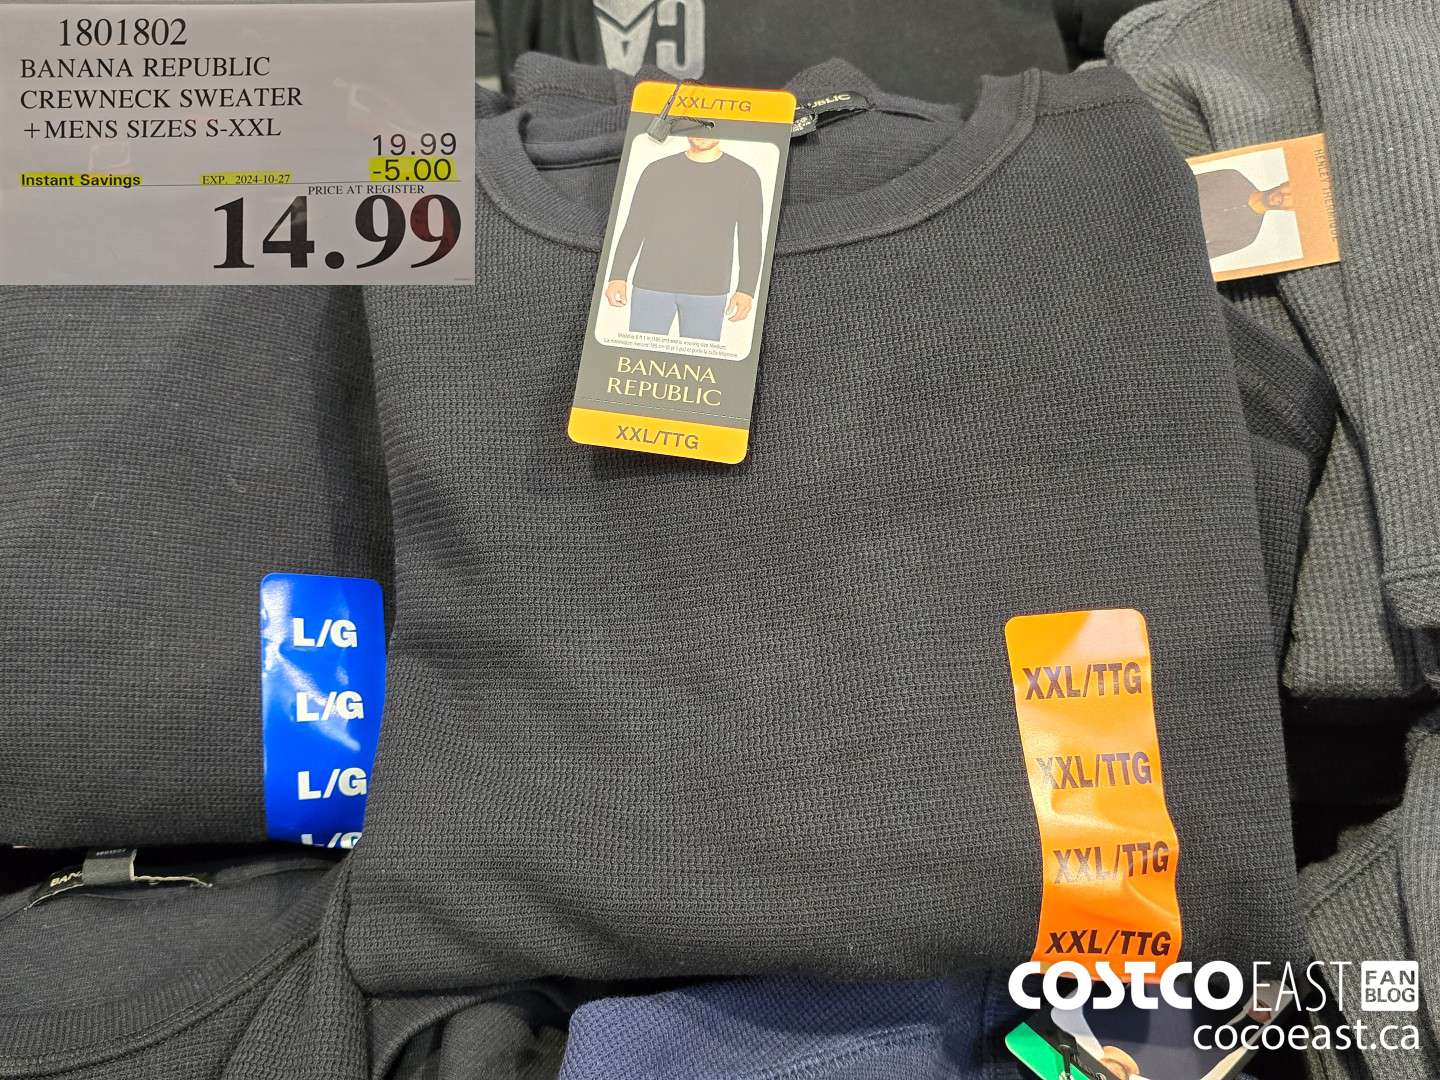 1801802
BANANA REPUBLIC
CREWNECK SWEATER
+MENS SIZES S-XXL
19.99
-5.00
Instant Savings
EXP. 2024-10-27
PRICE AT REGISTER
14.99
XXL/TTG
BANANA
REPUBLIC
XXL/TTG
L/G
L/G
L/G
L/G
XXL/TTG
XXL/TTG
XXL/TTG
XXL/TTG
COSTCO EAST FAN
BLOG
cocoeast.ca